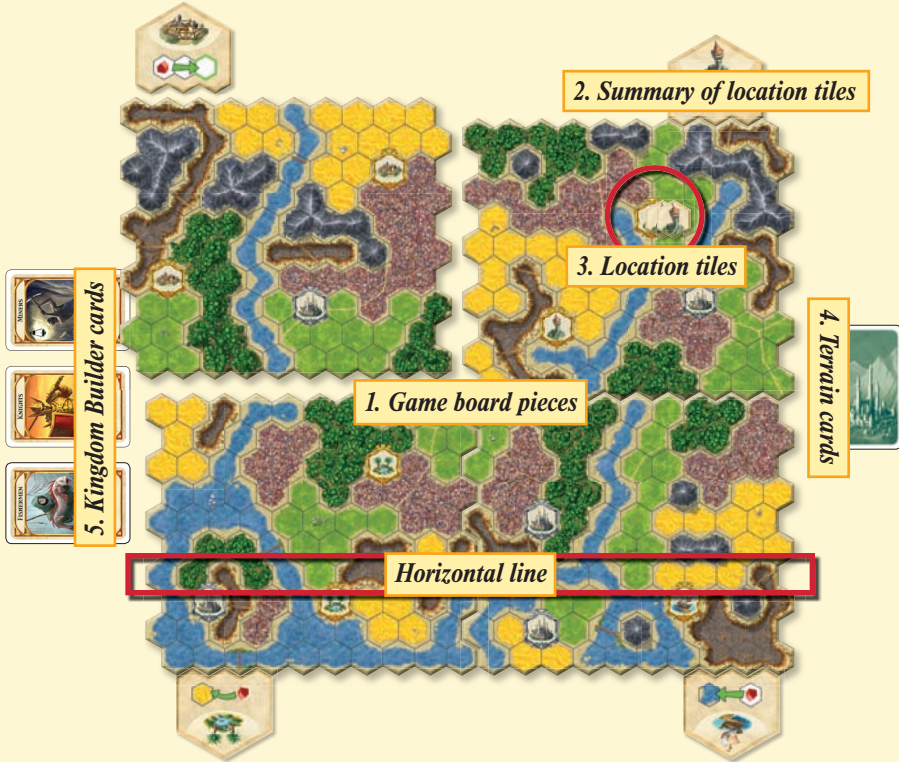 2. Summary of location tiles
3. Location tiles
MINERS
KNIGHTS
FISHERMEN
5. Kingdom Builder cards
4. Terrain cards
1. Game board pieces
Horizontal line